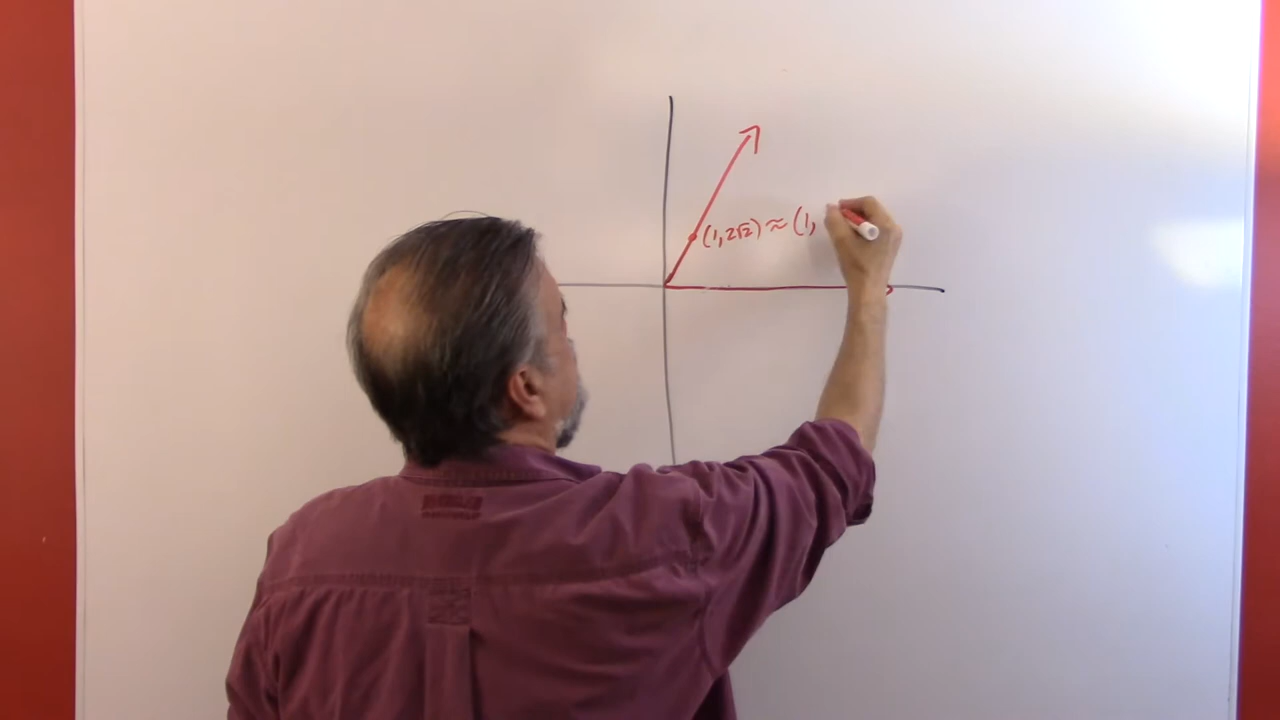 (1, 2√2) ≈ (1,